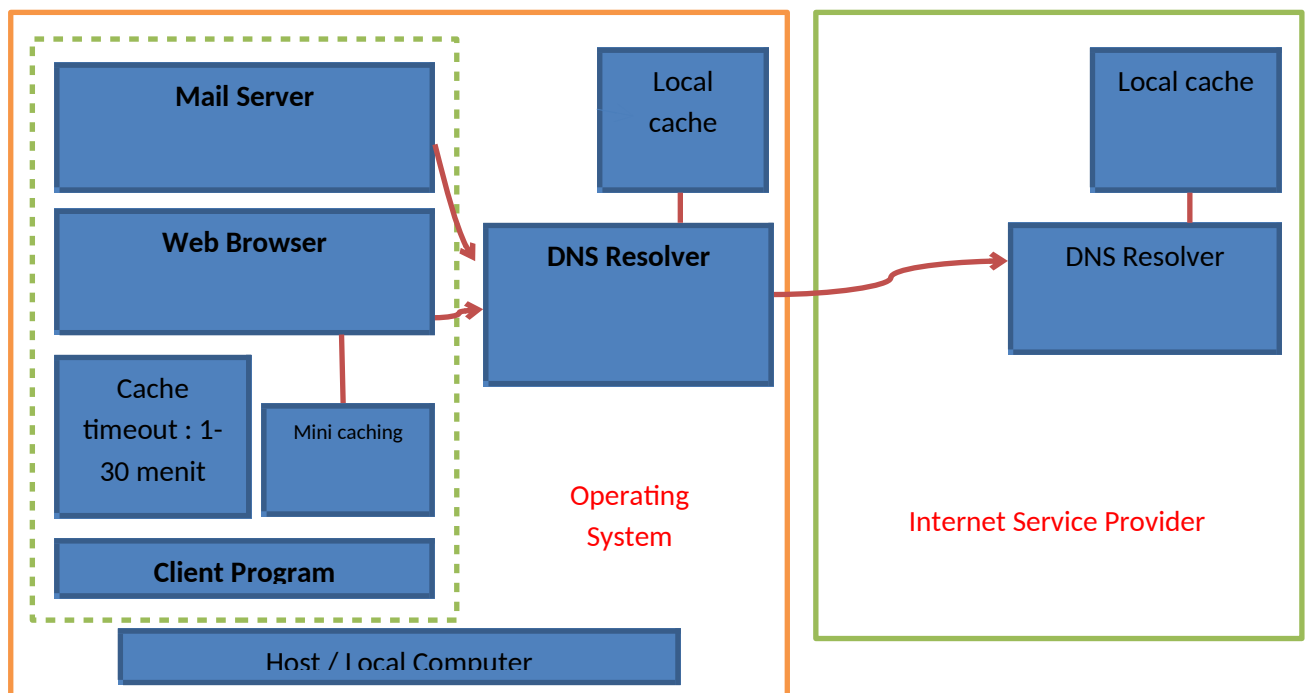 Mail Server
Web Browser
Cache
timeout : 1-
30 menit
Mini caching
Client Program
Host / Local Computer
Local
cache
DNS Resolver
Operating
System
Local cache
DNS Resolver
Internet Service Provider